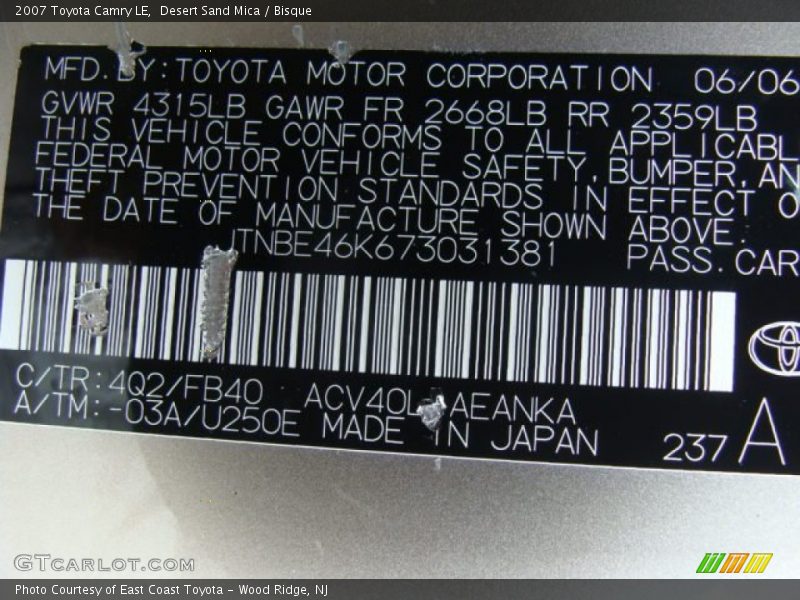 2007 Toyota Camry LE, Desert Sand Mica / Bisque
MFD. BY: TOYOTA MOTOR CORPORATION 06/06
GVWR 4315LB GAWR FR 2668LB RR 2359LB
THIS VEHICLE CONFORMS TO ALL APPLICABL
FEDERAL MOTOR VEHICLE SAFETY, BUMPER, AN
THEFT PREVENTION STANDARDS IN EFFECT O
THE DATE OF MANUFACTURE SHOWN ABOVE.
JTNBE46K673031381 PASS. CAR
C/TR: 4Q2/FB40 ACV40L AEANKA
A/TM: -03A/U250E MADE IN JAPAN 237 A
GTCARLOT.COM
Photo Courtesy of East Coast Toyota - Wood Ridge, NJ